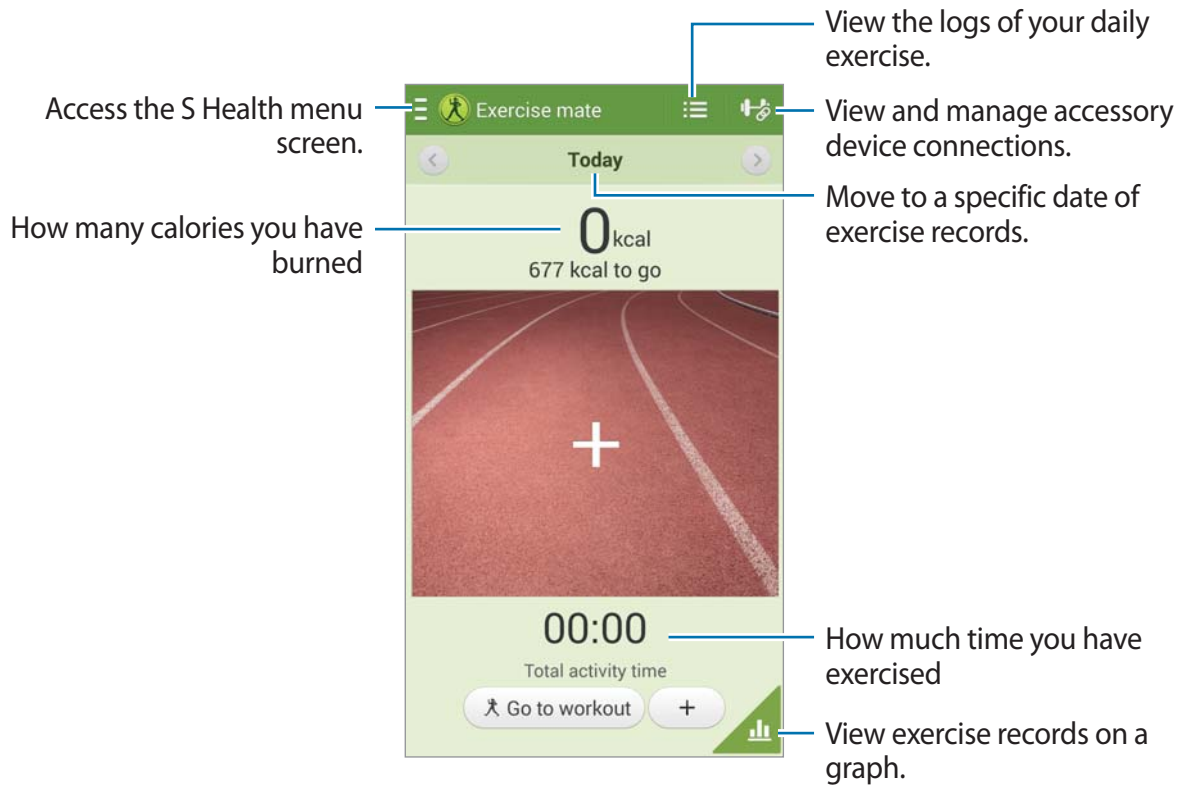 View the logs of your daily
exercise.
Access the S Health menu
screen.
Exercise mate
View and manage accessory
device connections.
Today
Move to a specific date of
exercise records.
How many calories you have
burned
0 kcal
677 kcal to go
+
00:00
How much time you have
exercised
Total activity time
Go to workout
+
View exercise records on a
graph.